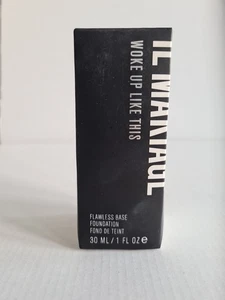 IL MAKIAGE
WOKE UP LIKE THIS
FLAWLESS BASE
FOUNDATION
FOND DE TEINT
30 ML / 1 FL OZ ℮